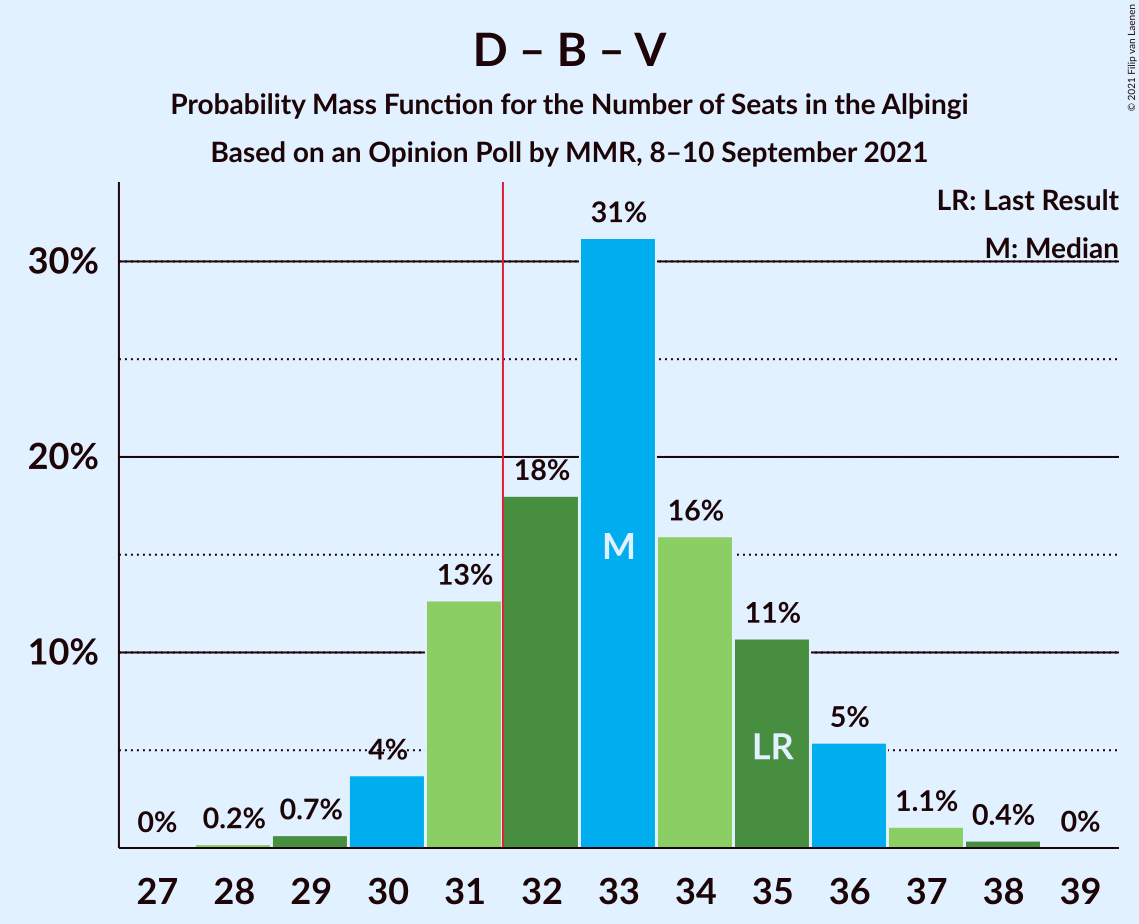 D – B – V
Probability Mass Function for the Number of Seats in the Alþingi
Based on an Opinion Poll by MMR, 8–10 September 2021
© 2021 Filip van Laenen
LR: Last Result
M: Median
30%
20%
10%
0%
0.2%
0.7%
4%
13%
18%
31%
16%
11%
5%
1.1%
0.4%
0%
M
LR
27 28 29 30 31 32 33 34 35 36 37 38 39